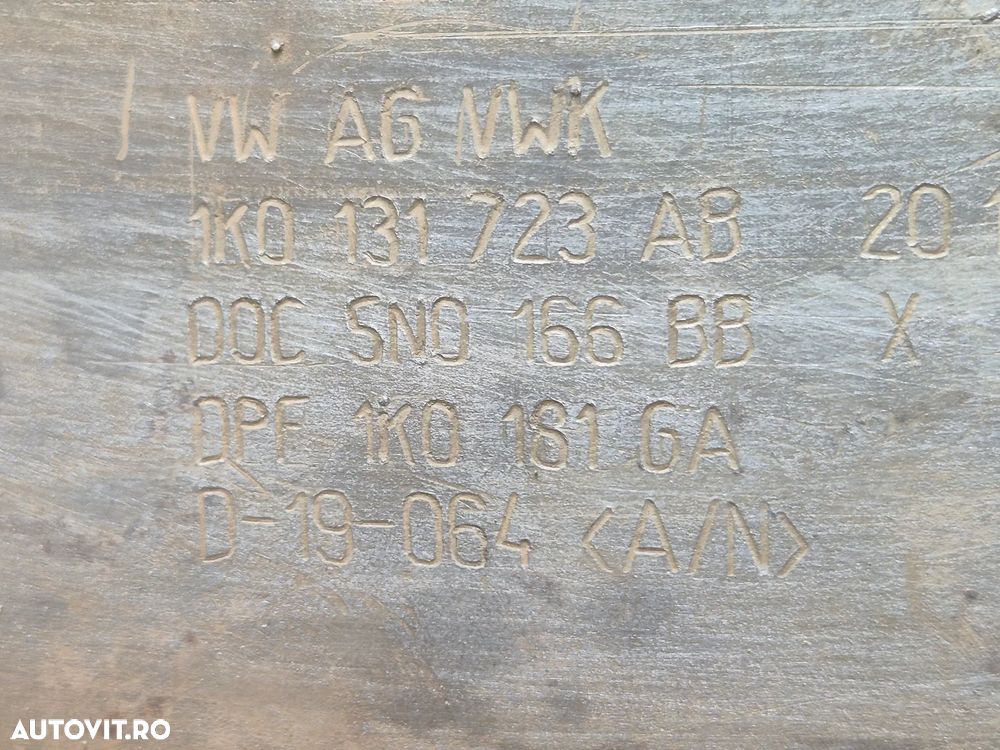 VW AG NWK
1K0 131 723 AB 20
DOC 5N0 166 BB X
DPF 1K0 181 GA
D-19-064 <A/N>
AUTOVIT.RO